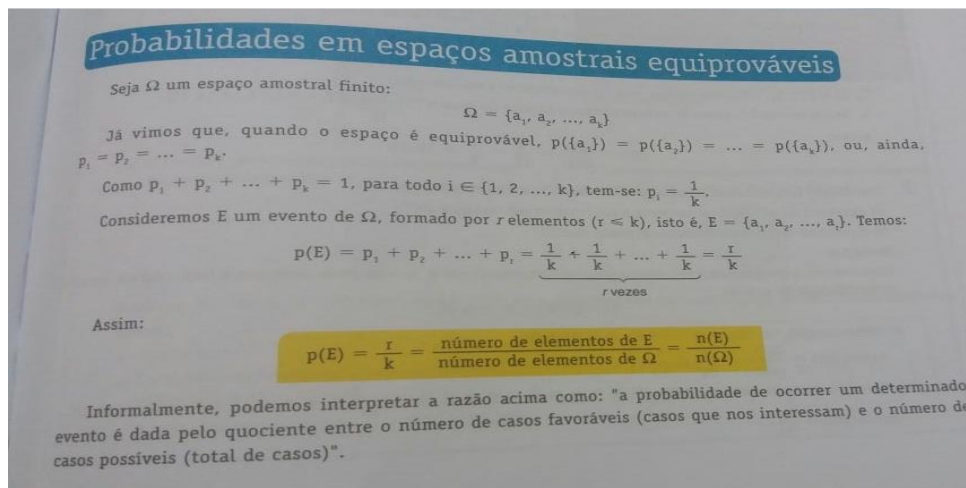 Probabilidades em espaços amostrais equiprováveis
Seja Ω um espaço amostral finito:
Ω = {a₁, a₂, ..., aₖ}
Já vimos que, quando o espaço é equiprovável, p({a₁}) = p({a₂}) = ... = p({aₖ}), ou, ainda,
p₁ = p₂ = ... = pₖ.
Como p₁ + p₂ + ... + pₖ = 1, para todo i ∈ {1, 2, ..., k}, tem-se: pᵢ = 1/k.
Consideremos E um evento de Ω, formado por r elementos (r ⩽ k), isto é, E = {a₁, a₂, ..., aᵣ}. Temos:
p(E) = p₁ + p₂ + ... + pᵣ = 1/k + 1/k + ... + 1/k = r/k
r vezes
Assim:
p(E) = r/k = número de elementos de E / número de elementos de Ω = n(E)/n(Ω)
Informalmente, podemos interpretar a razão acima como: "a probabilidade de ocorrer um determinado
evento é dada pelo quociente entre o número de casos favoráveis (casos que nos interessam) e o número de
casos possíveis (total de casos)".